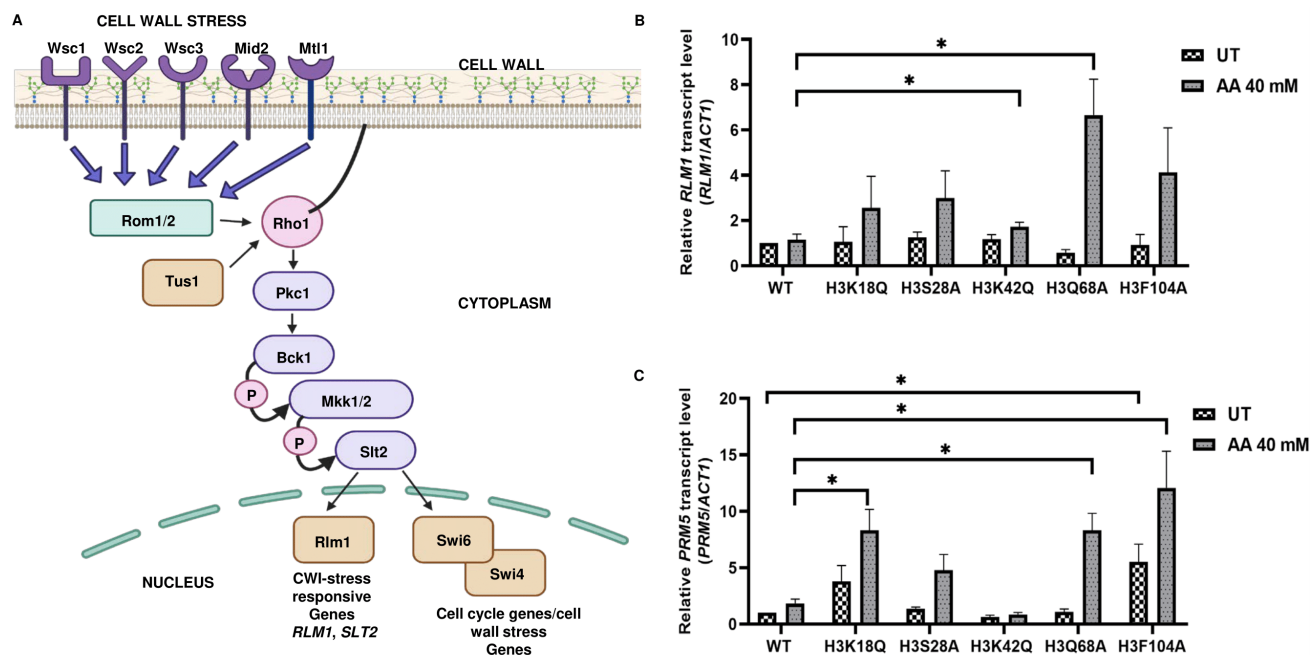 A
CELL WALL STRESS
Wsc1 Wsc2 Wsc3 Mid2 Mtl1
CELL WALL
Rom1/2
Rho1
Tus1
Pkc1
CYTOPLASM
Bck1
P
Mkk1/2
P
Slt2
Rlm1
Swi6
Swi4
NUCLEUS
CWI-stress
responsive
Genes
RLM1, SLT2
Cell cycle genes/cell
wall stress
Genes
B
Relative RLM1 transcript level
(RLM1/ACT1)
10
8
6
4
2
0
*
*
UT
AA 40 mM
WT H3K18Q H3S28A H3K42Q H3Q68A H3F104A
C
Relative PRM5 transcript level
(PRM5/ACT1)
20
15
10
5
0
*
*
*
*
UT
AA 40 mM
WT H3K18Q H3S28A H3K42Q H3Q68A H3F104A